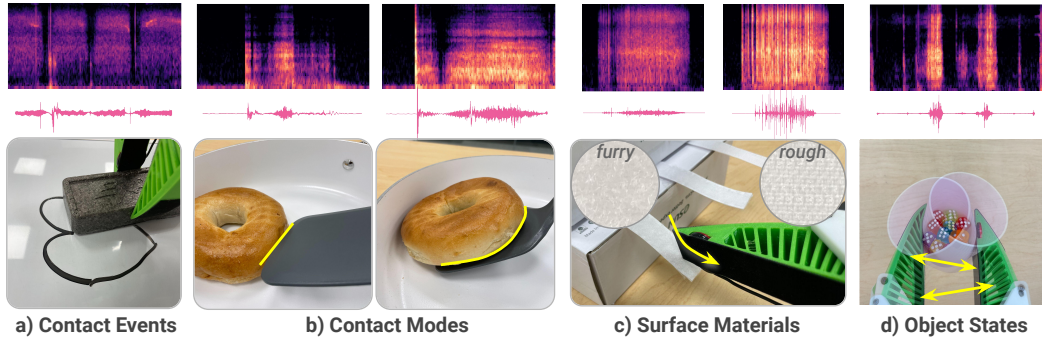 furry
rough
a) Contact Events
b) Contact Modes
c) Surface Materials
d) Object States